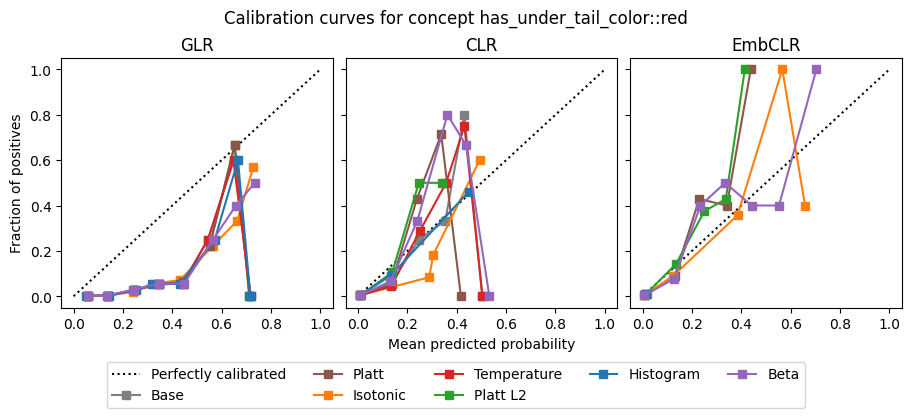 Calibration curves for concept has_under_tail_color::red
GLR
CLR
EmbCLR
Fraction of positives
1.0
0.8
0.6
0.4
0.2
0.0
0.0 0.2 0.4 0.6 0.8 1.0
0.0 0.2 0.4 0.6 0.8 1.0
0.0 0.2 0.4 0.6 0.8 1.0
Mean predicted probability
Perfectly calibrated Platt Temperature Histogram Beta
Base Isotonic Platt L2